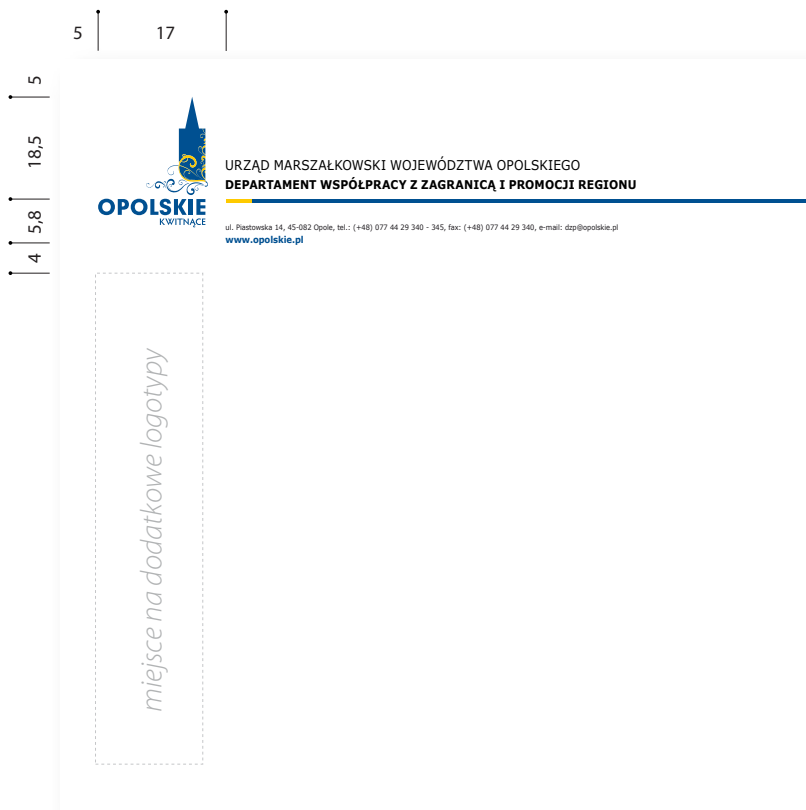 5
17
5
18,5
5,8
4
OPOLSKIE
KWITNĄCE
URZĄD MARSZAŁKOWSKI WOJEWÓDZTWA OPOLSKIEGO
DEPARTAMENT WSPÓŁPRACY Z ZAGRANICĄ I PROMOCJI REGIONU
ul. Piastowska 14, 45-082 Opole, tel.: (+48) 077 44 29 340 - 345, fax: (+48) 077 44 29 340, e-mail: dzp@opolskie.pl
www.opolskie.pl
miejsce na dodatkowe logotypy